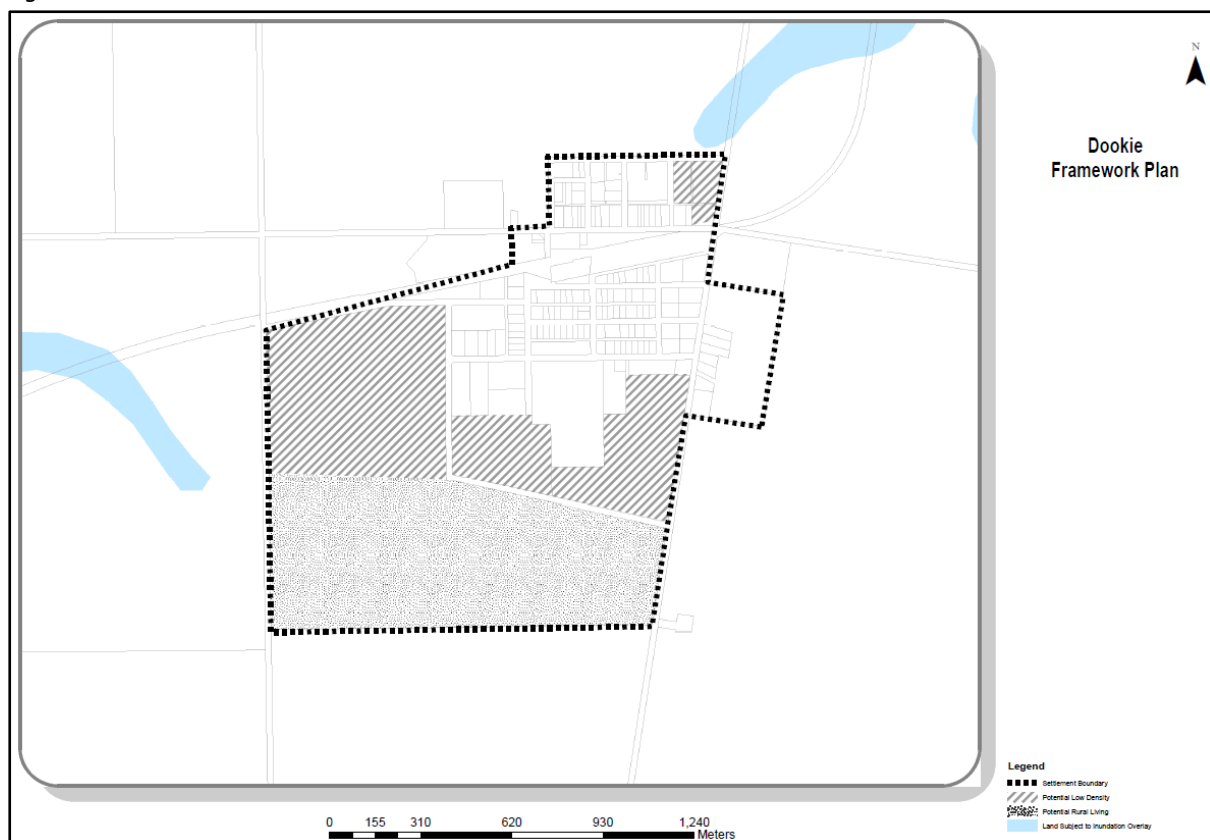 N
Dookie
Framework Plan
Legend
Settlement Boundary
Potential Low Density
Potential Rural Living
Land Subject to Inundation Overlay
0 155 310 620 930 1,240
Meters